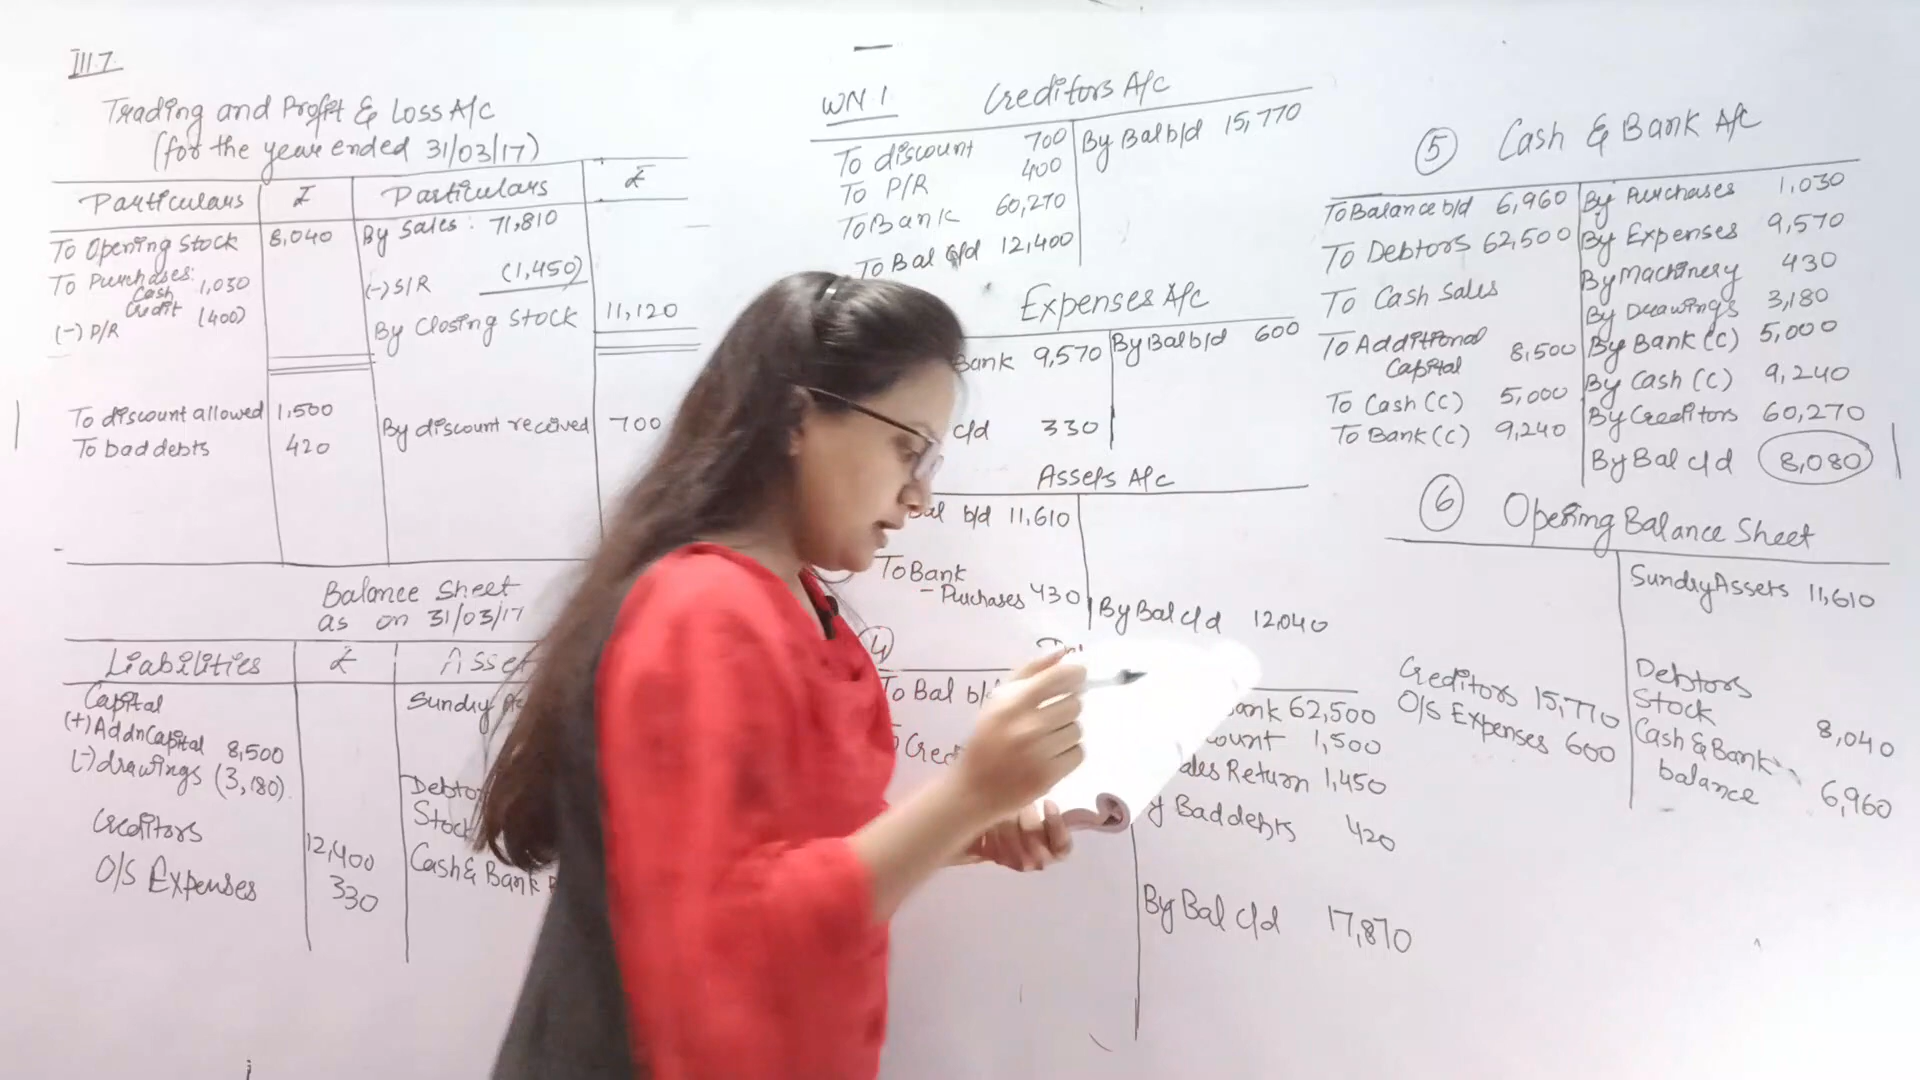 III.7
Trading and Profit & Loss A/c
(for the year ended 31/03/17)
Particulars ₹ Particulars ₹
To Opening Stock 8,040 By Sales: 71,810
To Purchases:
Cash 1,030 (-) S/R (1,450)
Credit
(-) P/R (400) By Closing Stock 11,120
To discount allowed 1,500 By discount received 700
To bad debts 420
Balance Sheet
as on 31/03/17
Liabilities ₹
Capital Sundry
(+) Addn Capital 8,500
(-) drawings (3,180)
Creditors 12,400 Stock
O/S Expenses 330 Cash & Bank
WN 1 Creditors A/c
To discount 700 By Bal b/d 15,770
To P/R 400
To Bank 60,270
To Bal c/d 12,400
Expenses A/c
Bank 9,570 By Bal b/d 600
c/d 330
Assets A/c
Bal b/d 11,610
To Bank
- Purchases 430 By Bal c/d 12,040
4
To Bal b/d
Bank 62,500
1,500
Sales Return 1,450
y Bad debts 420
By Bal c/d 17,870
5 Cash & Bank A/c
To Balance b/d 6,960 By Purchases 1,030
To Debtors 62,500 By Expenses 9,570
To Cash Sales By Machinery 430
To Additional By Drawings 3,180
Capital 8,500 By Bank (C) 5,000
To Cash (C) 5,000 By Cash (C) 9,240
To Bank (C) 9,240 By Creditors 60,270
By Bal c/d 8,080
6 Opening Balance Sheet
Sundry Assets 11,610
Creditors 15,770 Debtors
O/S Expenses 600 Stock 8,040
Cash & Bank
balance 6,960